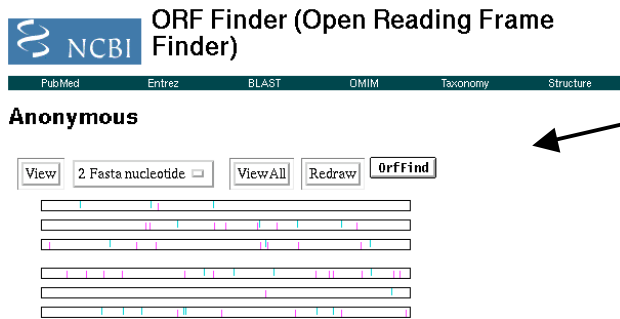 NCBI
ORF Finder (Open Reading Frame
Finder)
PubMed Entrez BLAST OMIM Taxonomy Structure
Anonymous
View 2 Fasta nucleotide ViewAll Redraw OrfFind